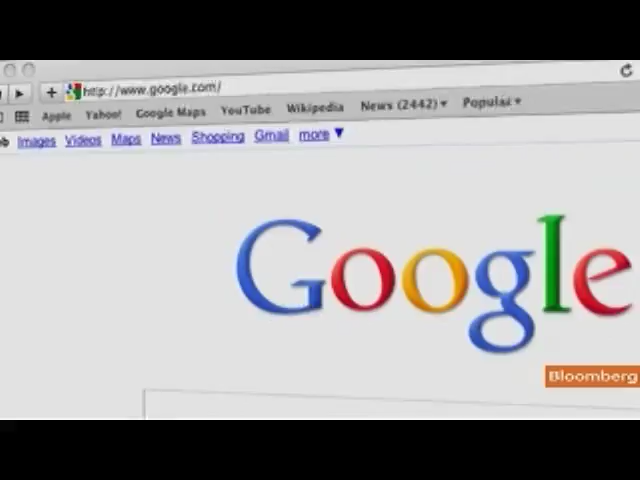 http://www.google.com/
Apple Yahoo! Google Maps YouTube Wikipedia News (2442)▾ Popular▾
Images Videos Maps News Shopping Gmail more ▼
Google
Bloomberg